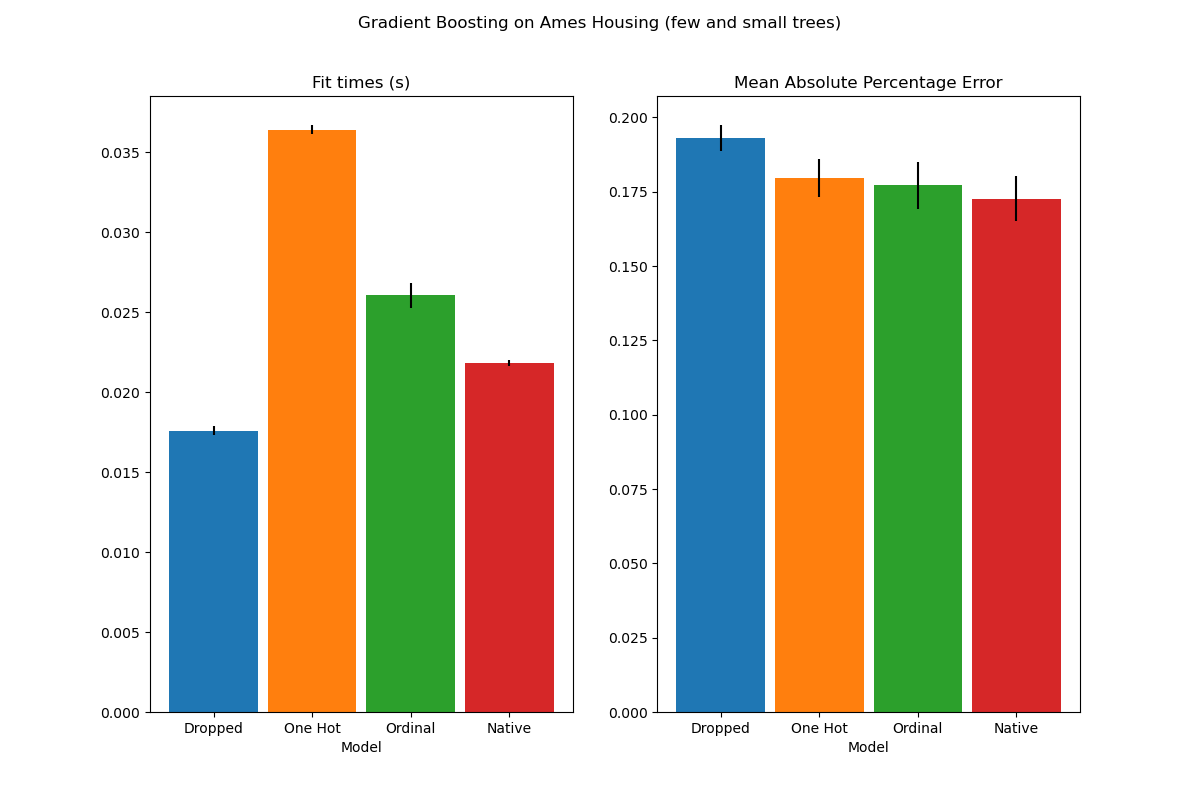 Gradient Boosting on Ames Housing (few and small trees)
Fit times (s)
0.035
0.030
0.025
0.020
0.015
0.010
0.005
0.000
Dropped One Hot Ordinal Native
Model
Mean Absolute Percentage Error
0.200
0.175
0.150
0.125
0.100
0.075
0.050
0.025
0.000
Dropped One Hot Ordinal Native
Model